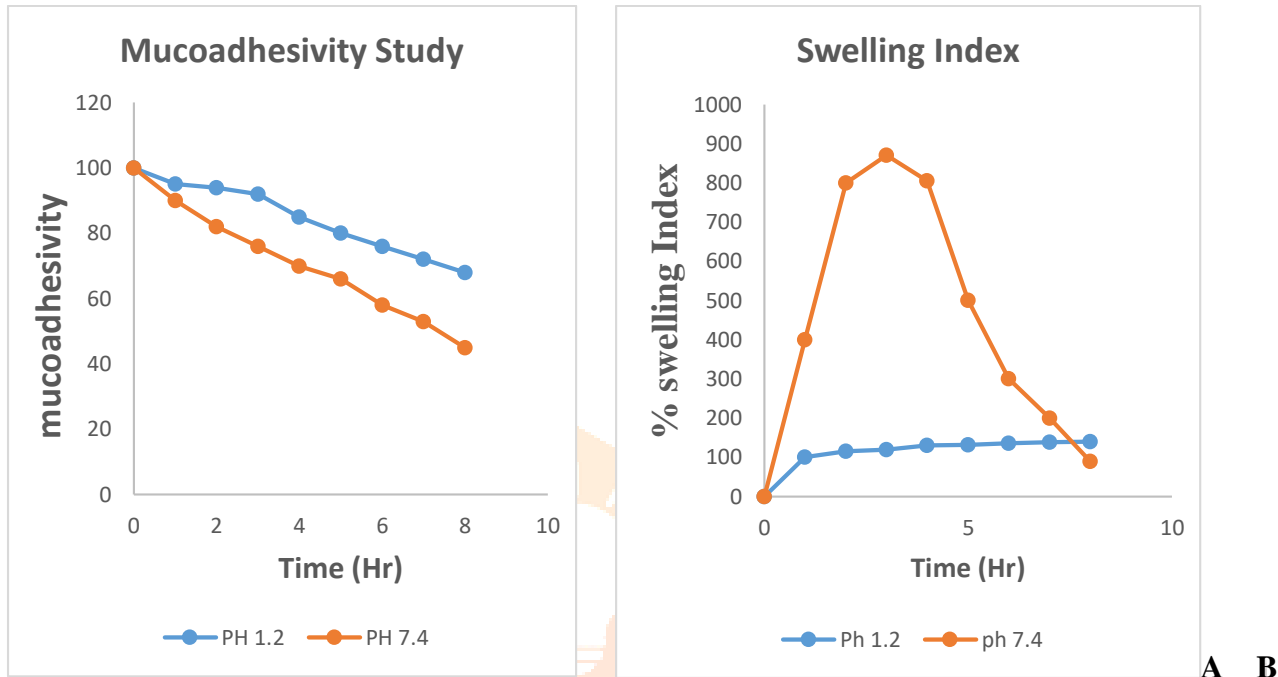 Mucoadhesivity Study
120
100
80
60
40
20
0
mucoadhesivity
0 2 4 6 8 10
Time (Hr)
PH 1.2 PH 7.4
Swelling Index
1000
900
800
700
600
500
400
300
200
100
0
% swelling Index
0 5 10
Time (Hr)
Ph 1.2 ph 7.4
A B